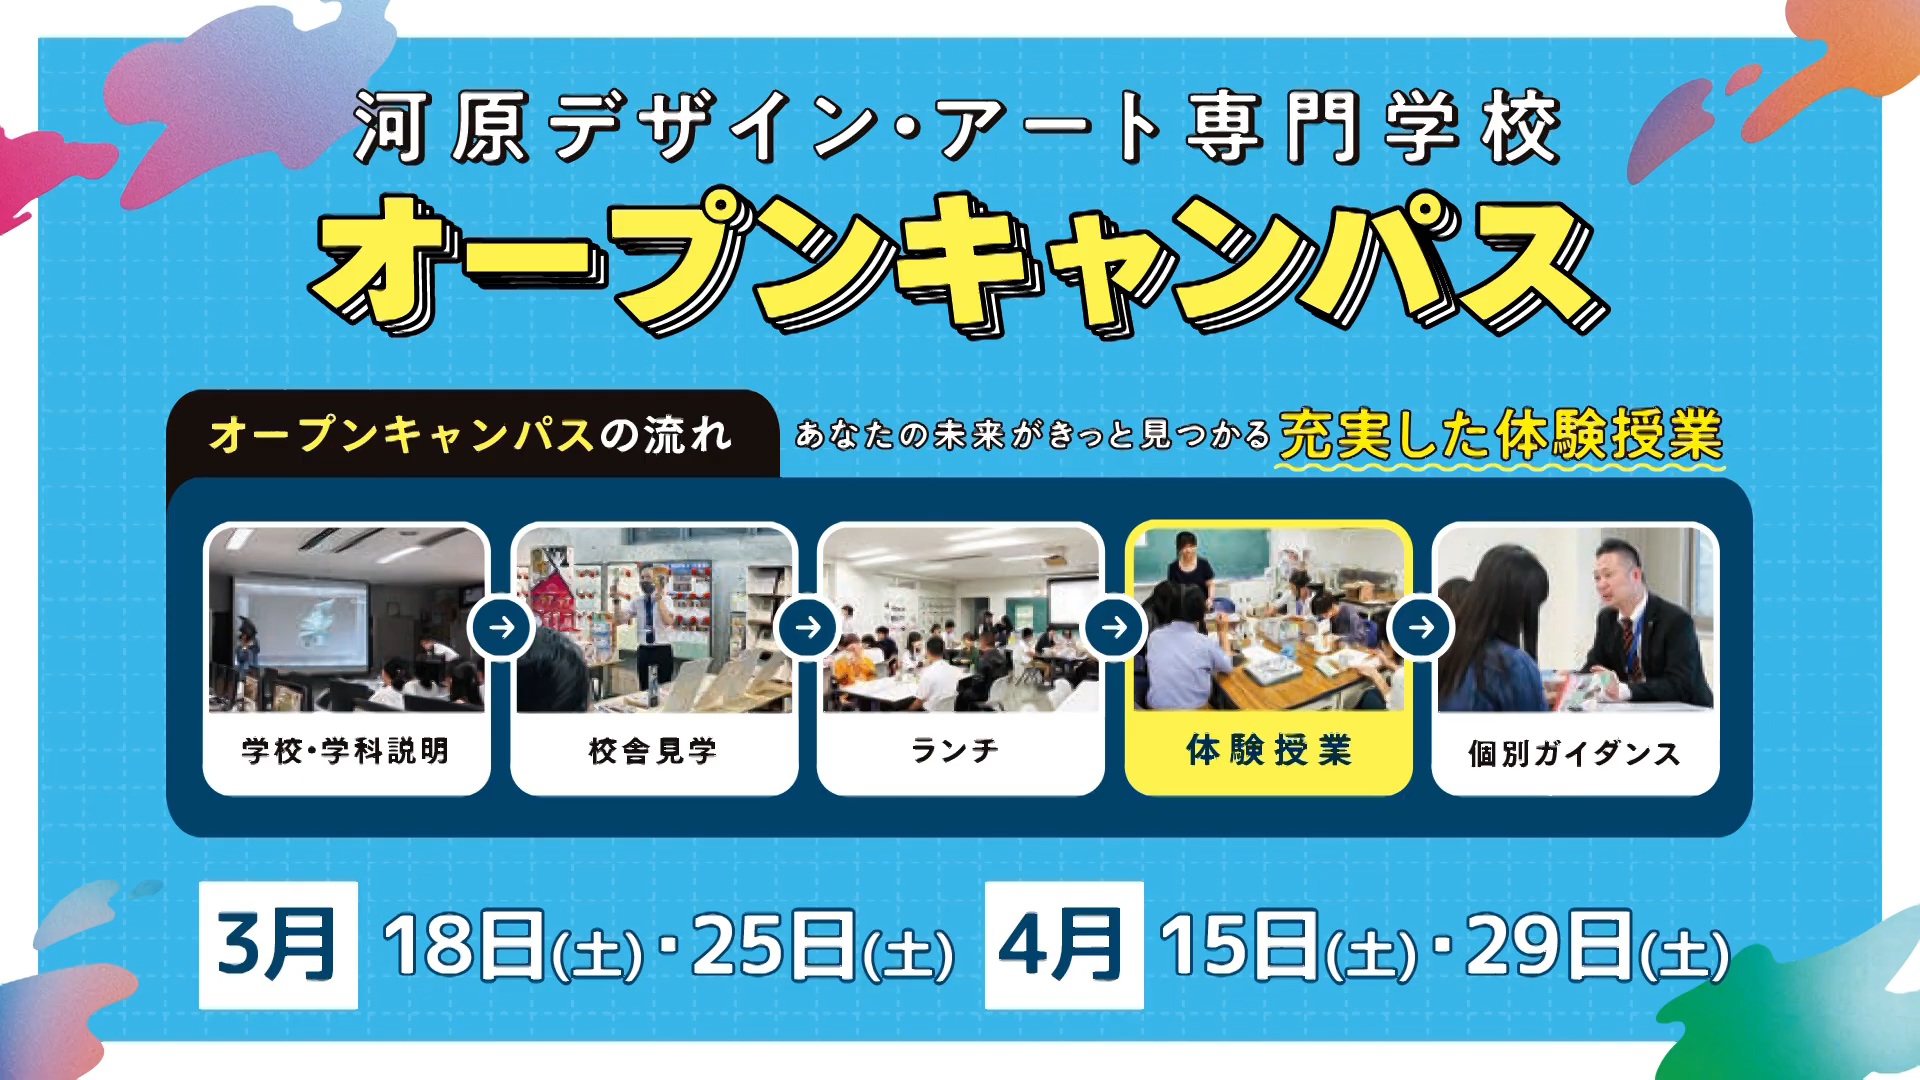 河原デザイン・アート専門学校
オープンキャンパス
オープンキャンパスの流れ
あなたの未来がきっと見つかる 充実した体験授業
学校・学科説明
校舎見学
ランチ
体験授業
個別ガイダンス
3月 18日(土)・25日(土) 4月 15日(土)・29日(土)